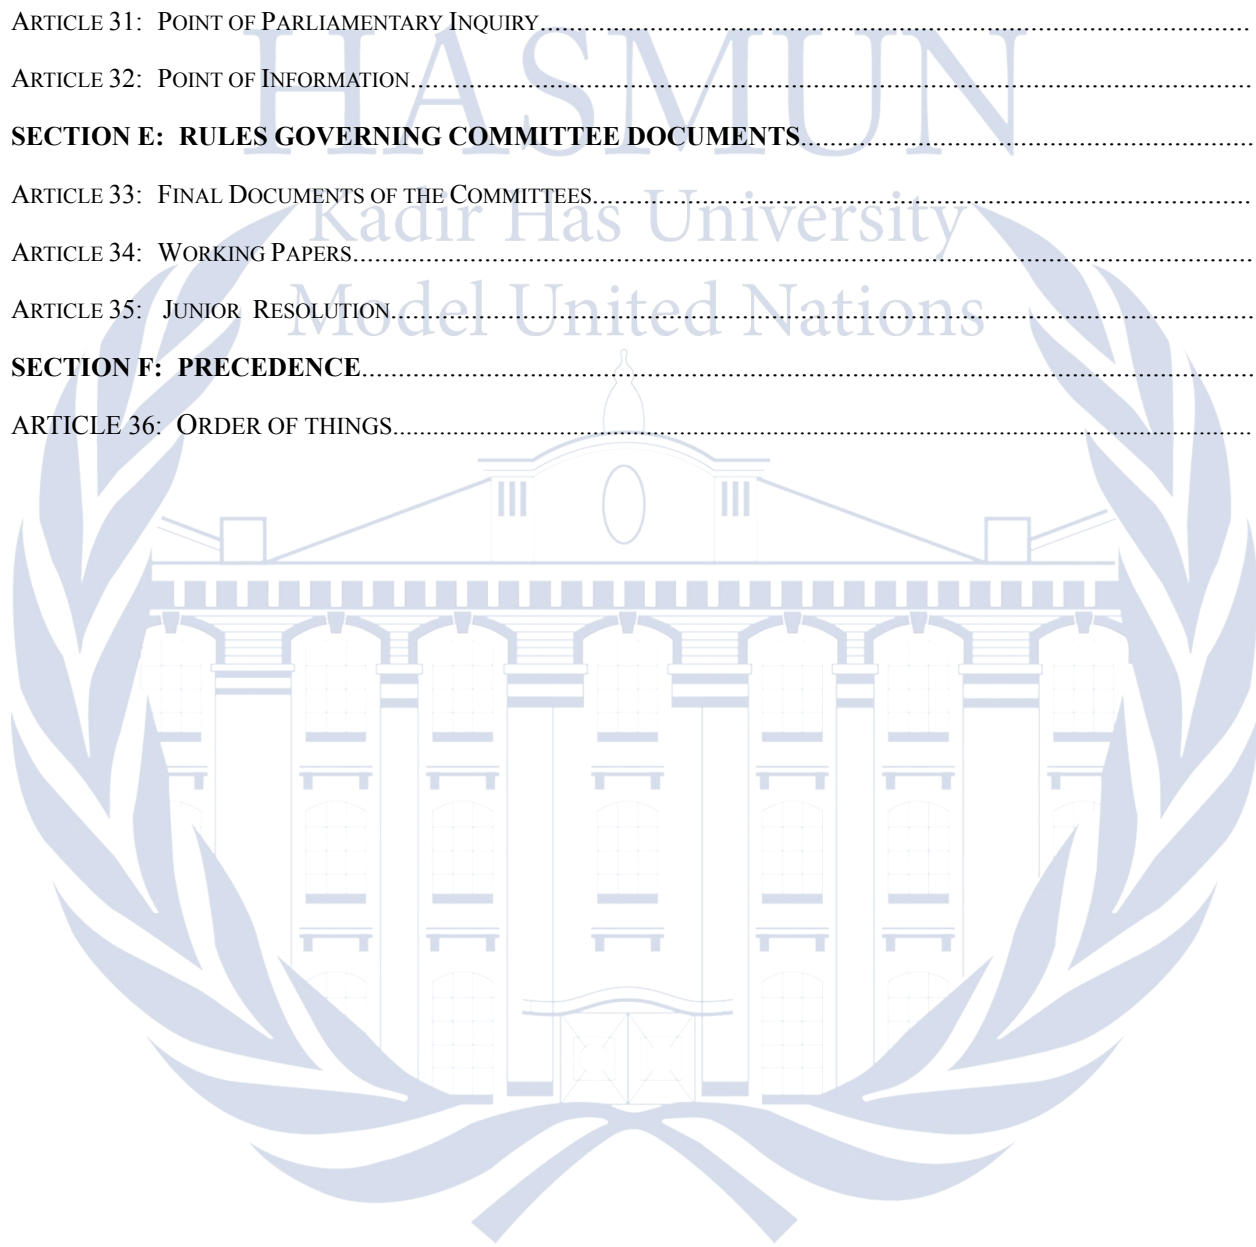 HASMUN
ARTICLE 31: POINT OF PARLIAMENTARY INQUIRY................................................................
ARTICLE 32: POINT OF INFORMATION................................................................
SECTION E: RULES GOVERNING COMMITTEE DOCUMENTS................................................................
ARTICLE 33: FINAL DOCUMENTS OF THE COMMITTEES................................................................
Kadir Has University
ARTICLE 34: WORKING PAPERS................................................................
ARTICLE 35: JUNIOR RESOLUTION................................................................
Model United Nations
SECTION F: PRECEDENCE................................................................
ARTICLE 36: ORDER OF THINGS................................................................